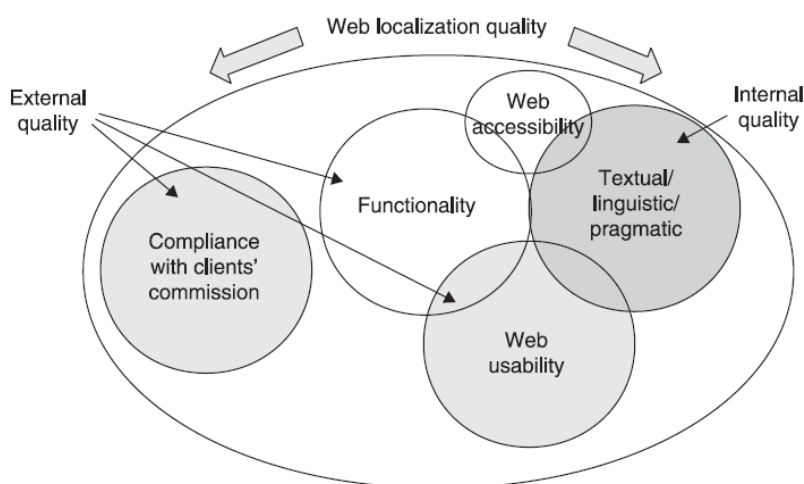 Web localization quality
External
quality
Web
accessibility
Internal
quality
Functionality
Textual/
linguistic/
pragmatic
Compliance
with clients'
commission
Web
usability